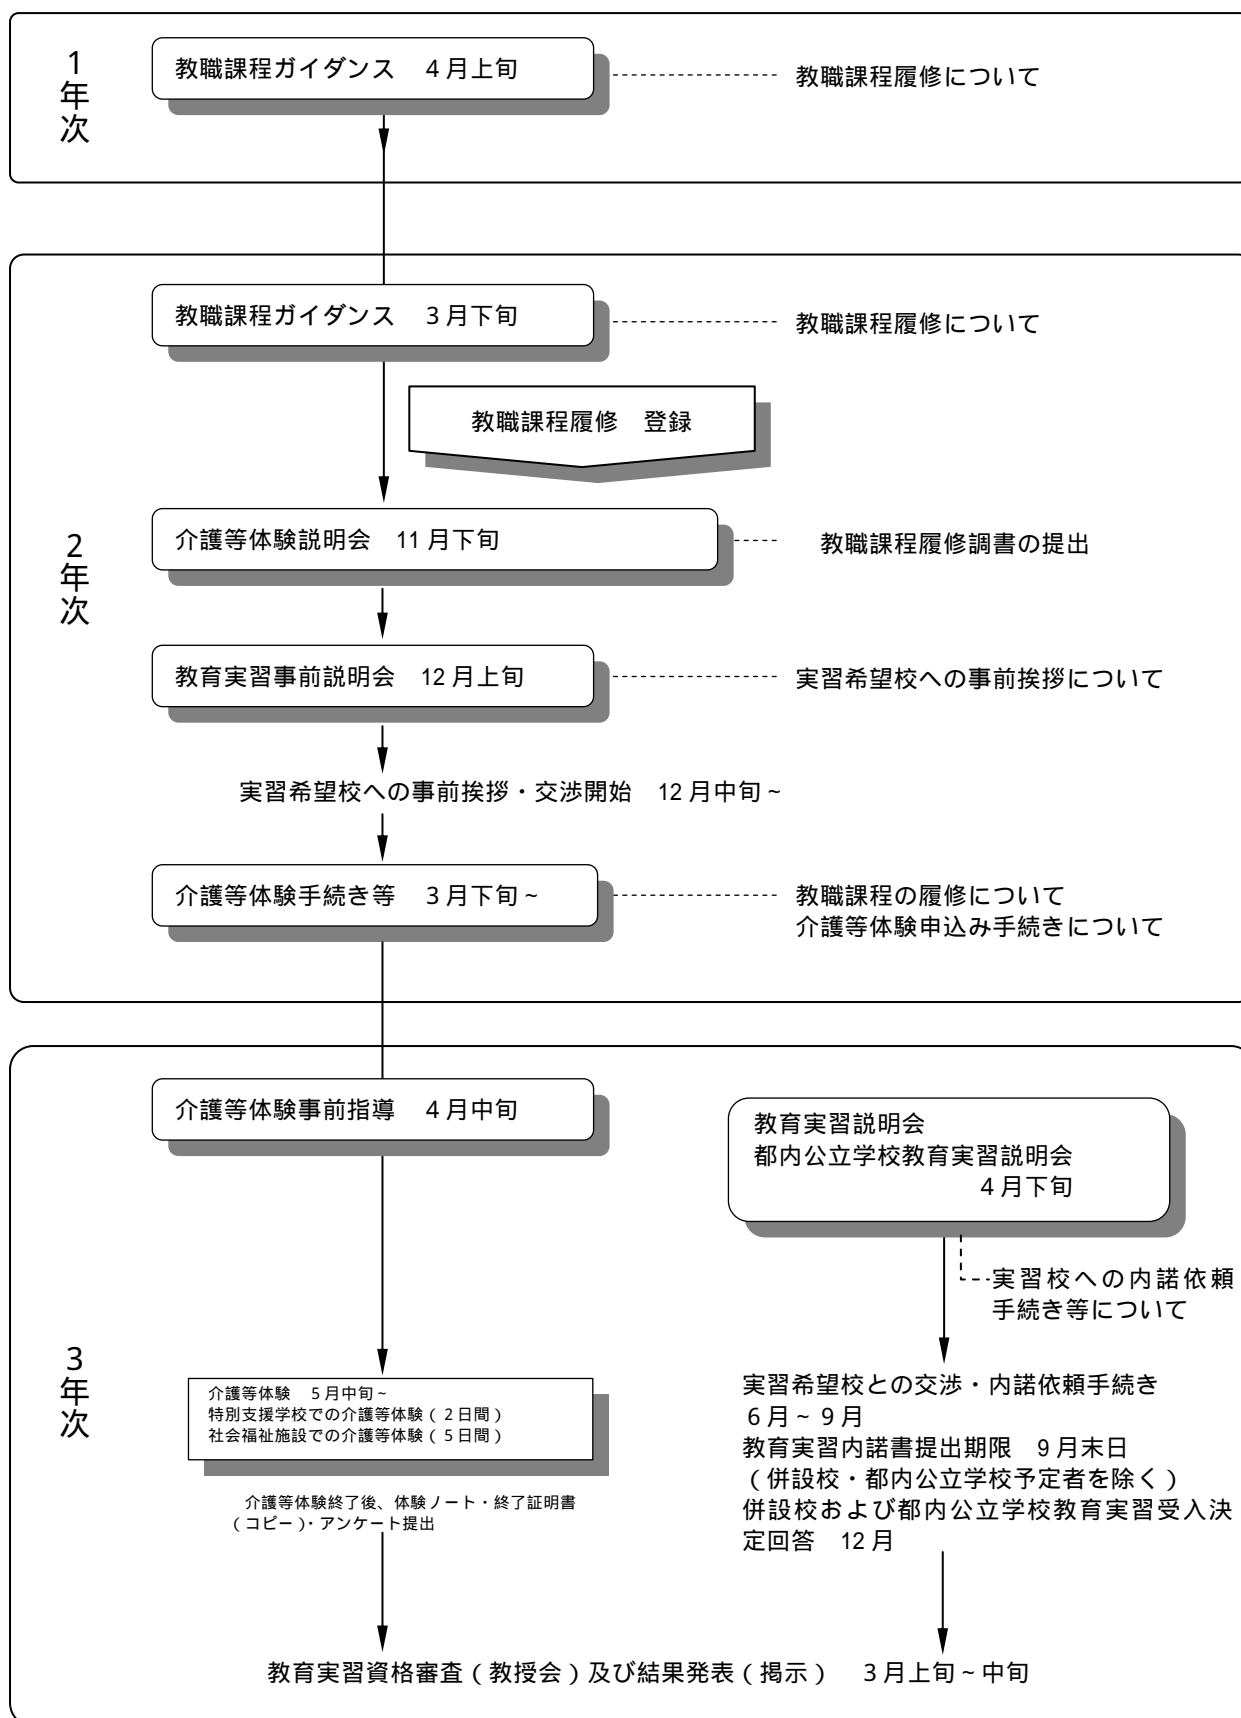 1年次
教職課程ガイダンス　4月上旬
教職課程履修について
2年次
教職課程ガイダンス　3月下旬
教職課程履修について
教職課程履修　登録
介護等体験説明会　11月下旬
教職課程履修調書の提出
教育実習事前説明会　12月上旬
実習希望校への事前挨拶について
実習希望校への事前挨拶・交渉開始　12月中旬~
介護等体験手続き等　3月下旬~
教職課程の履修について
介護等体験申込み手続きについて
3年次
介護等体験事前指導　4月中旬
教育実習説明会
都内公立学校教育実習説明会
4月下旬
実習校への内諾依頼
手続き等について
介護等体験　5月中旬~
特別支援学校での介護等体験(2日間)
社会福祉施設での介護等体験(5日間)
介護等体験終了後、体験ノート・終了証明書
(コピー)・アンケート提出
実習希望校との交渉・内諾依頼手続き
6月~9月
教育実習内諾書提出期限　9月末日
(併設校・都内公立学校予定者を除く)
併設校および都内公立学校教育実習受入決
定回答　12月
教育実習資格審査(教授会)及び結果発表(掲示)　3月上旬~中旬